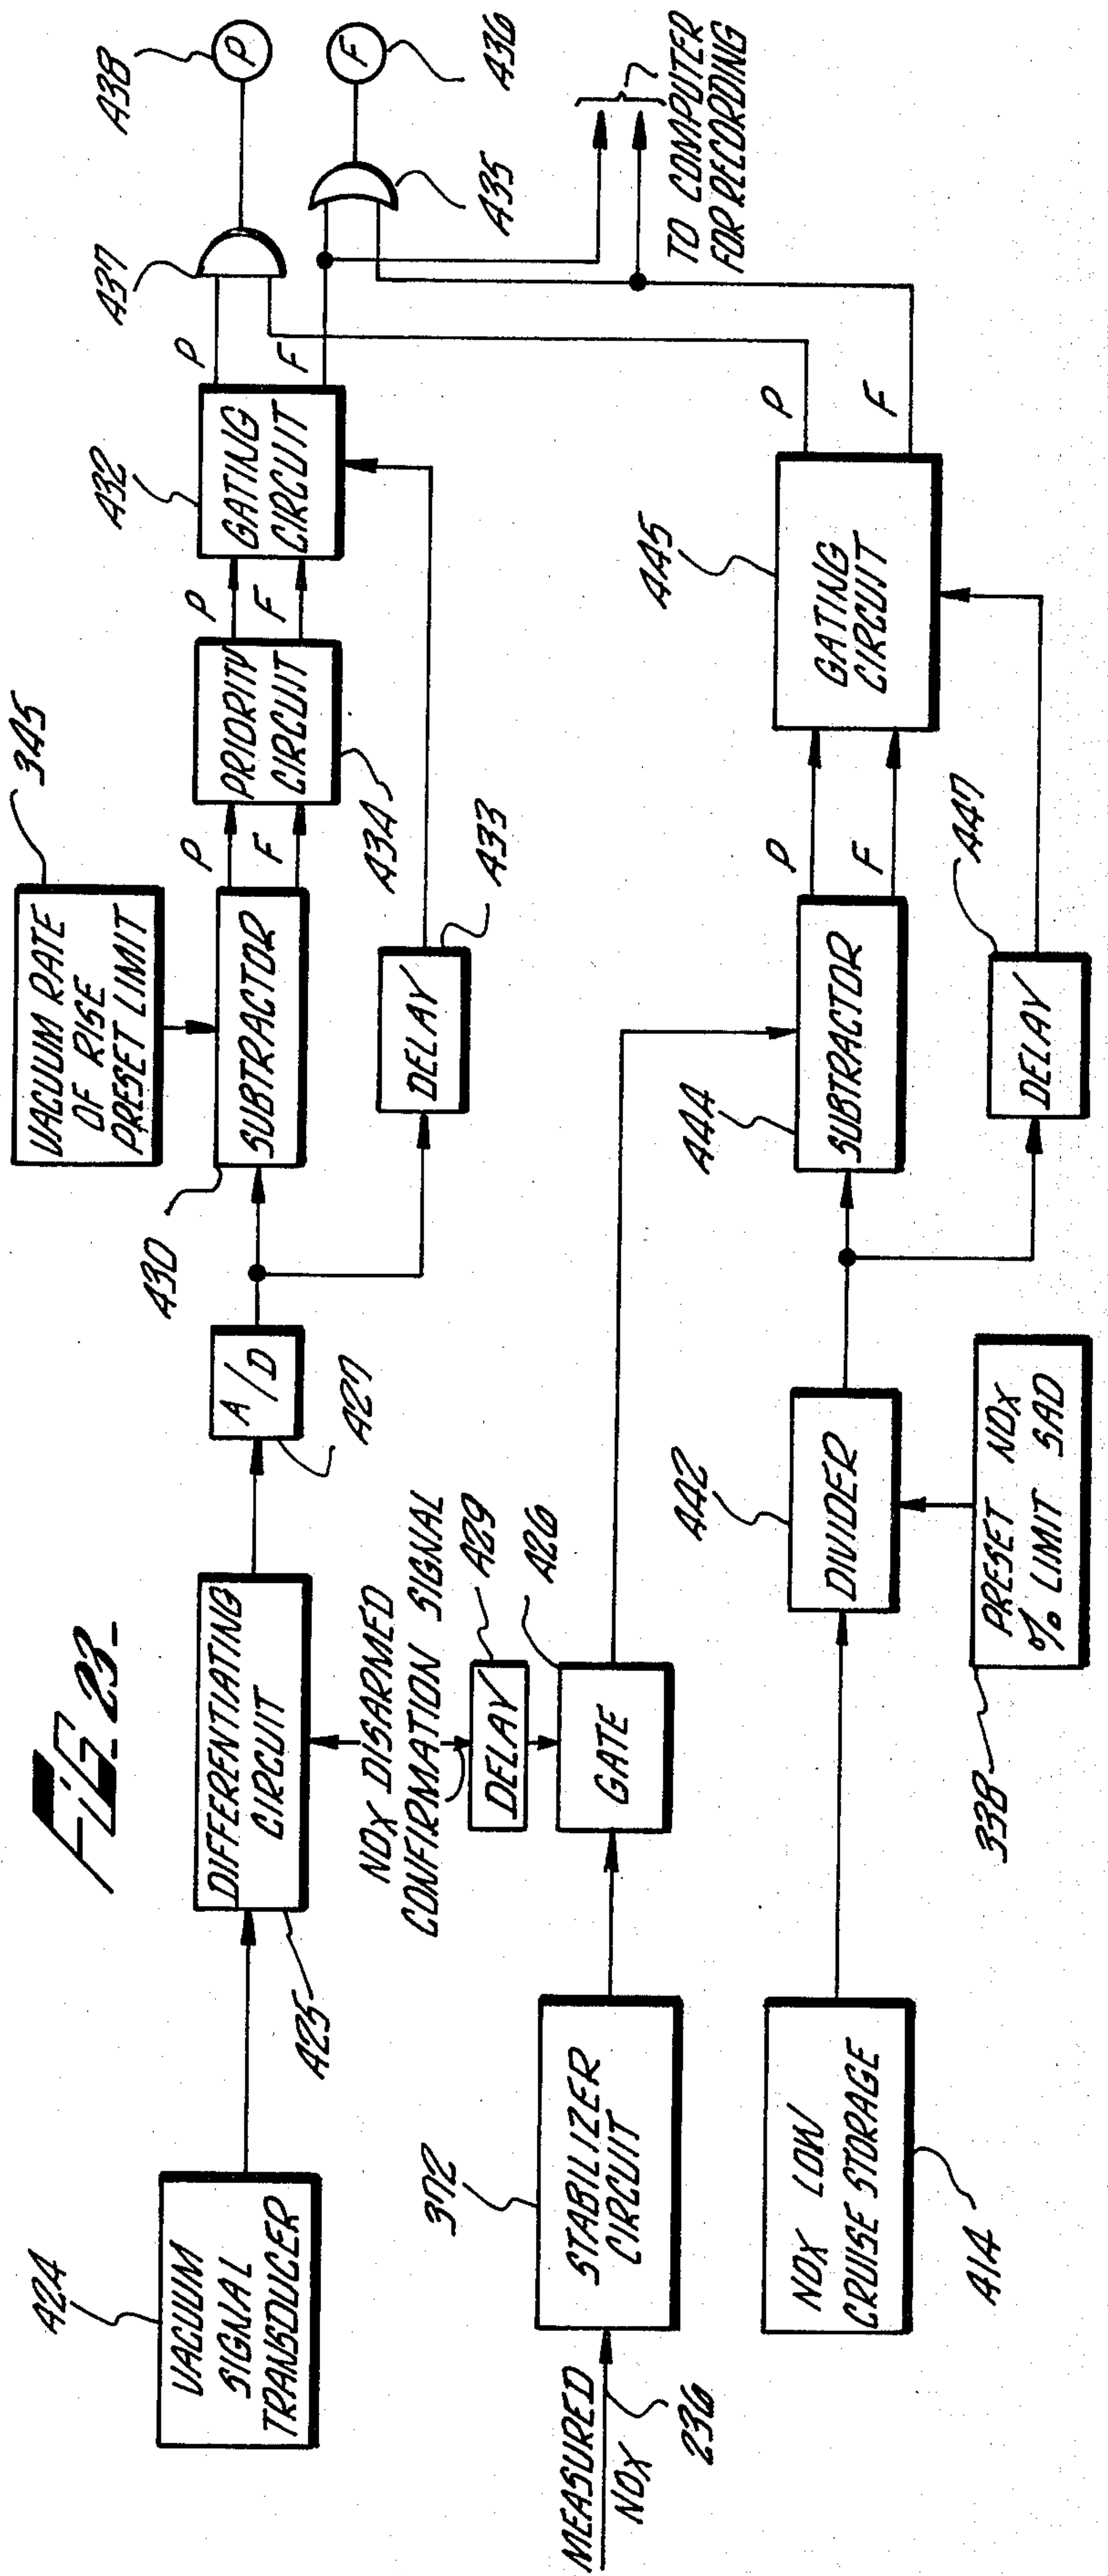 FIG. 23
424
VACUUM
SIGNAL
TRANSDUCER
425
DIFFERENTIATING
CIRCUIT
A/D
427
430
SUBTRACTOR
VACUUM RATE
OF RISE
PRESET LIMIT
345
P
F
PRIORITY
CIRCUIT
434
P
F
432
GATING
CIRCUIT
P
F
437
438
P
F
436
435
DELAY
433
TO COMPUTER
FOR RECORDING
NOX DISARMED
CONFIRMATION SIGNAL
DELAY
429
GATE
426
MEASURED
NOX
236
372
STABILIZER
CIRCUIT
NOX LOW
CRUISE STORAGE
414
442
DIVIDER
PRESET NOX
% LIMIT SAD
338
444
SUBTRACTOR
P
F
DELAY
447
445
GATING
CIRCUIT
P
F